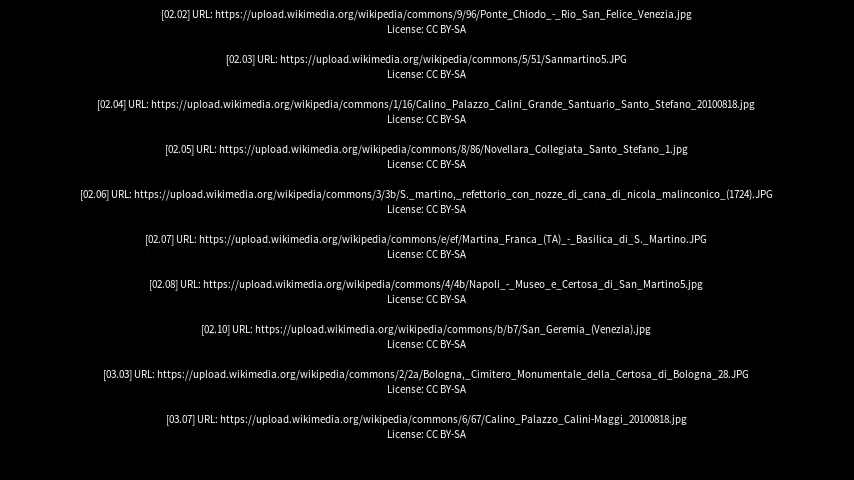 [02.02] URL: https://upload.wikimedia.org/wikipedia/commons/9/96/Ponte_Chiodo_-_Rio_San_Felice_Venezia.jpg
License: CC BY-SA
[02.03] URL: https://upload.wikimedia.org/wikipedia/commons/5/51/Sanmartino5.JPG
License: CC BY-SA
[02.04] URL: https://upload.wikimedia.org/wikipedia/commons/1/16/Calino_Palazzo_Calini_Grande_Santuario_Santo_Stefano_20100818.jpg
License: CC BY-SA
[02.05] URL: https://upload.wikimedia.org/wikipedia/commons/8/86/Novellara_Collegiata_Santo_Stefano_1.jpg
License: CC BY-SA
[02.06] URL: https://upload.wikimedia.org/wikipedia/commons/3/3b/S._martino,_refettorio_con_nozze_di_cana_di_nicola_malinconico_(1724).JPG
License: CC BY-SA
[02.07] URL: https://upload.wikimedia.org/wikipedia/commons/e/ef/Martina_Franca_(TA)_-_Basilica_di_S._Martino.JPG
License: CC BY-SA
[02.08] URL: https://upload.wikimedia.org/wikipedia/commons/4/4b/Napoli_-_Museo_e_Certosa_di_San_Martino5.jpg
License: CC BY-SA
[02.10] URL: https://upload.wikimedia.org/wikipedia/commons/b/b7/San_Geremia_(Venezia).jpg
License: CC BY-SA
[03.03] URL: https://upload.wikimedia.org/wikipedia/commons/2/2a/Bologna,_Cimitero_Monumentale_della_Certosa_di_Bologna_28.JPG
License: CC BY-SA
[03.07] URL: https://upload.wikimedia.org/wikipedia/commons/6/67/Calino_Palazzo_Calini-Maggi_20100818.jpg
License: CC BY-SA